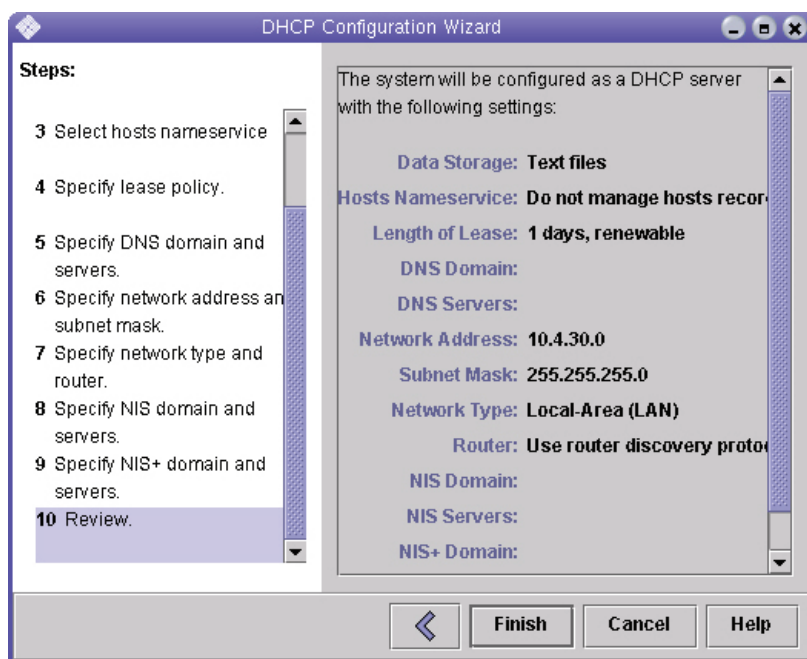 DHCP Configuration Wizard
Steps:
3 Select hosts nameservice
4 Specify lease policy.
5 Specify DNS domain and
servers.
6 Specify network address an
subnet mask.
7 Specify network type and
router.
8 Specify NIS domain and
servers.
9 Specify NIS+ domain and
servers.
10 Review.
The system will be configured as a DHCP server
with the following settings:
Data Storage: Text files
Hosts Nameservice: Do not manage hosts recor
Length of Lease: 1 days, renewable
DNS Domain:
DNS Servers:
Network Address: 10.4.30.0
Subnet Mask: 255.255.255.0
Network Type: Local-Area (LAN)
Router: Use router discovery proto
NIS Domain:
NIS Servers:
NIS+ Domain:
Finish
Cancel
Help